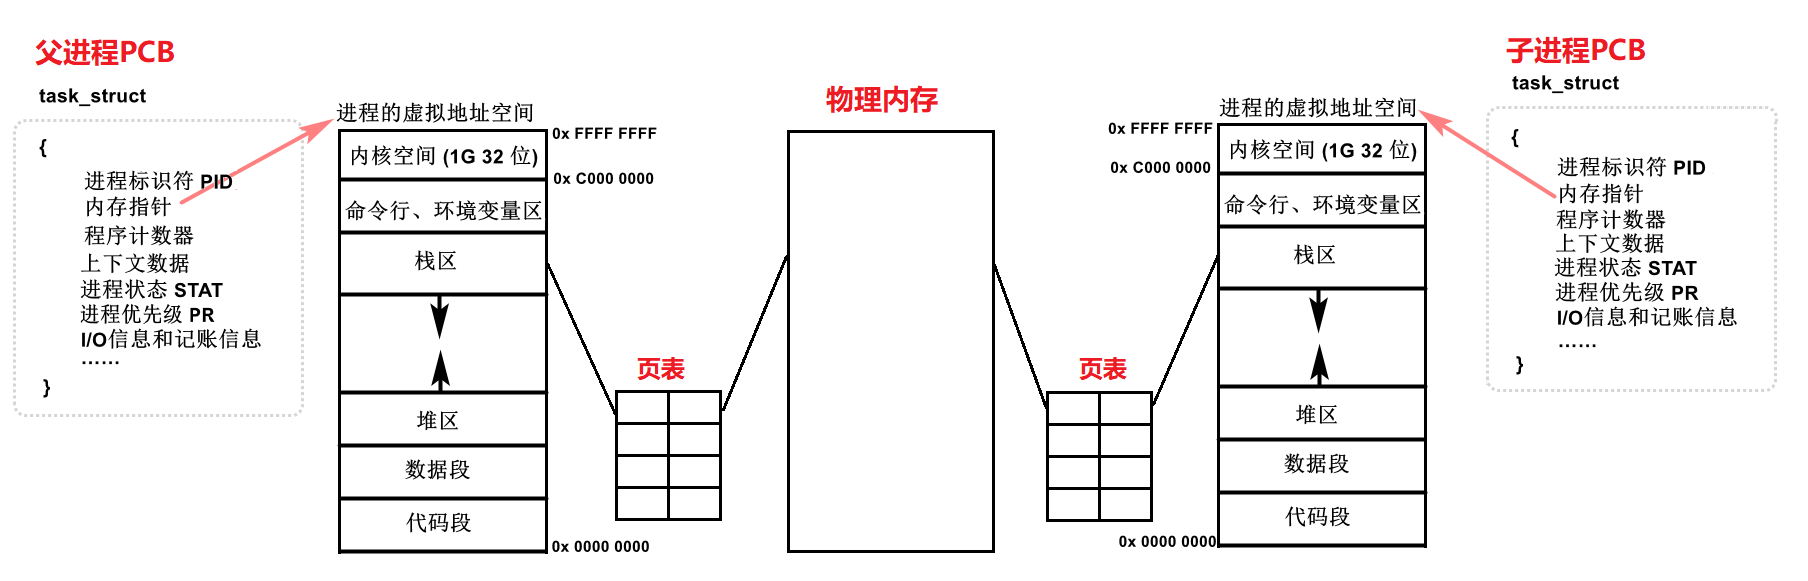 父进程PCB
task_struct
{
进程标识符 PID
内存指针
程序计数器
上下文数据
进程状态 STAT
进程优先级 PR
I/O信息和记账信息
……
}
进程的虚拟地址空间
0x FFFF FFFF
内核空间 (1G 32 位)
0x C000 0000
命令行、环境变量区
栈区
堆区
数据段
代码段
0x 0000 0000
页表
物理内存
页表
进程的虚拟地址空间
0x FFFF FFFF
内核空间 (1G 32 位)
0x C000 0000
命令行、环境变量区
栈区
堆区
数据段
代码段
0x 0000 0000
子进程PCB
task_struct
{
进程标识符 PID
内存指针
程序计数器
上下文数据
进程状态 STAT
进程优先级 PR
I/O信息和记账信息
……
}